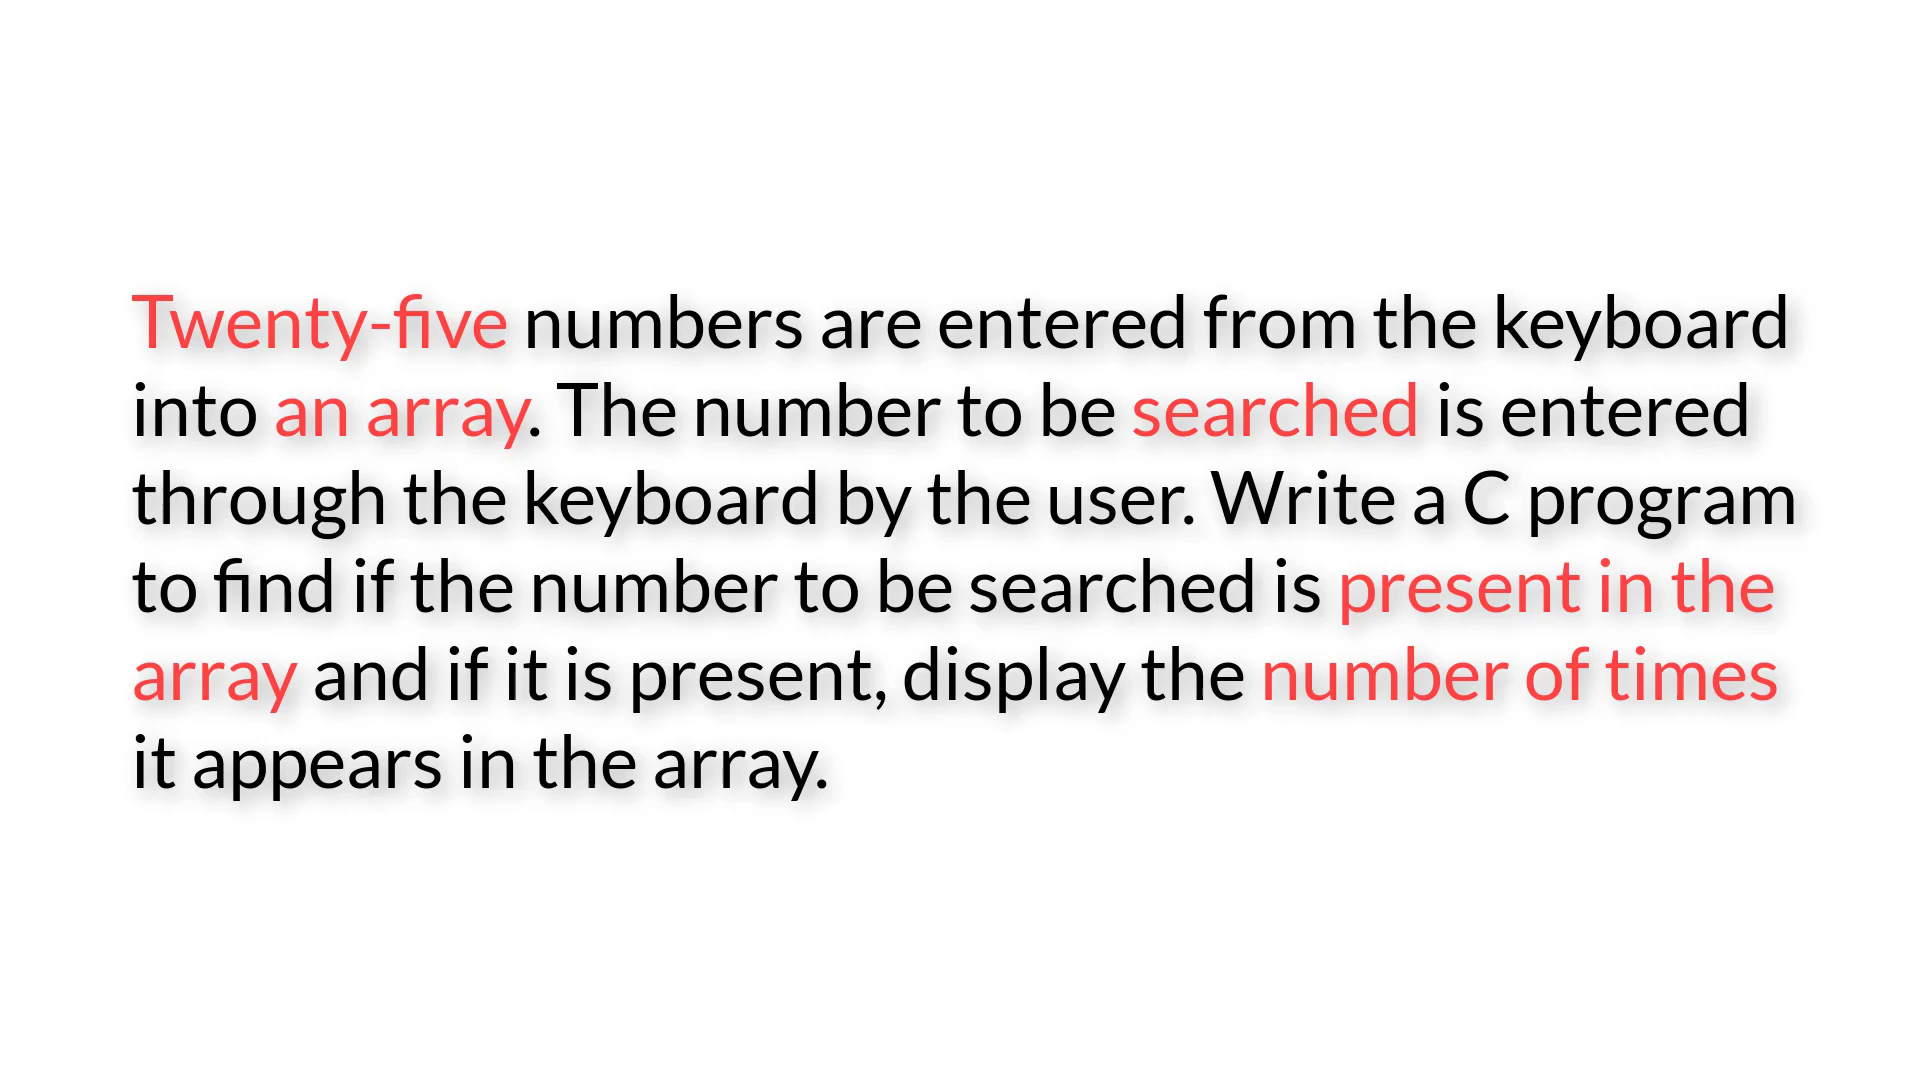 Twenty-five numbers are entered from the keyboard
into an array. The number to be searched is entered
through the keyboard by the user. Write a C program
to find if the number to be searched is present in the
array and if it is present, display the number of times
it appears in the array.